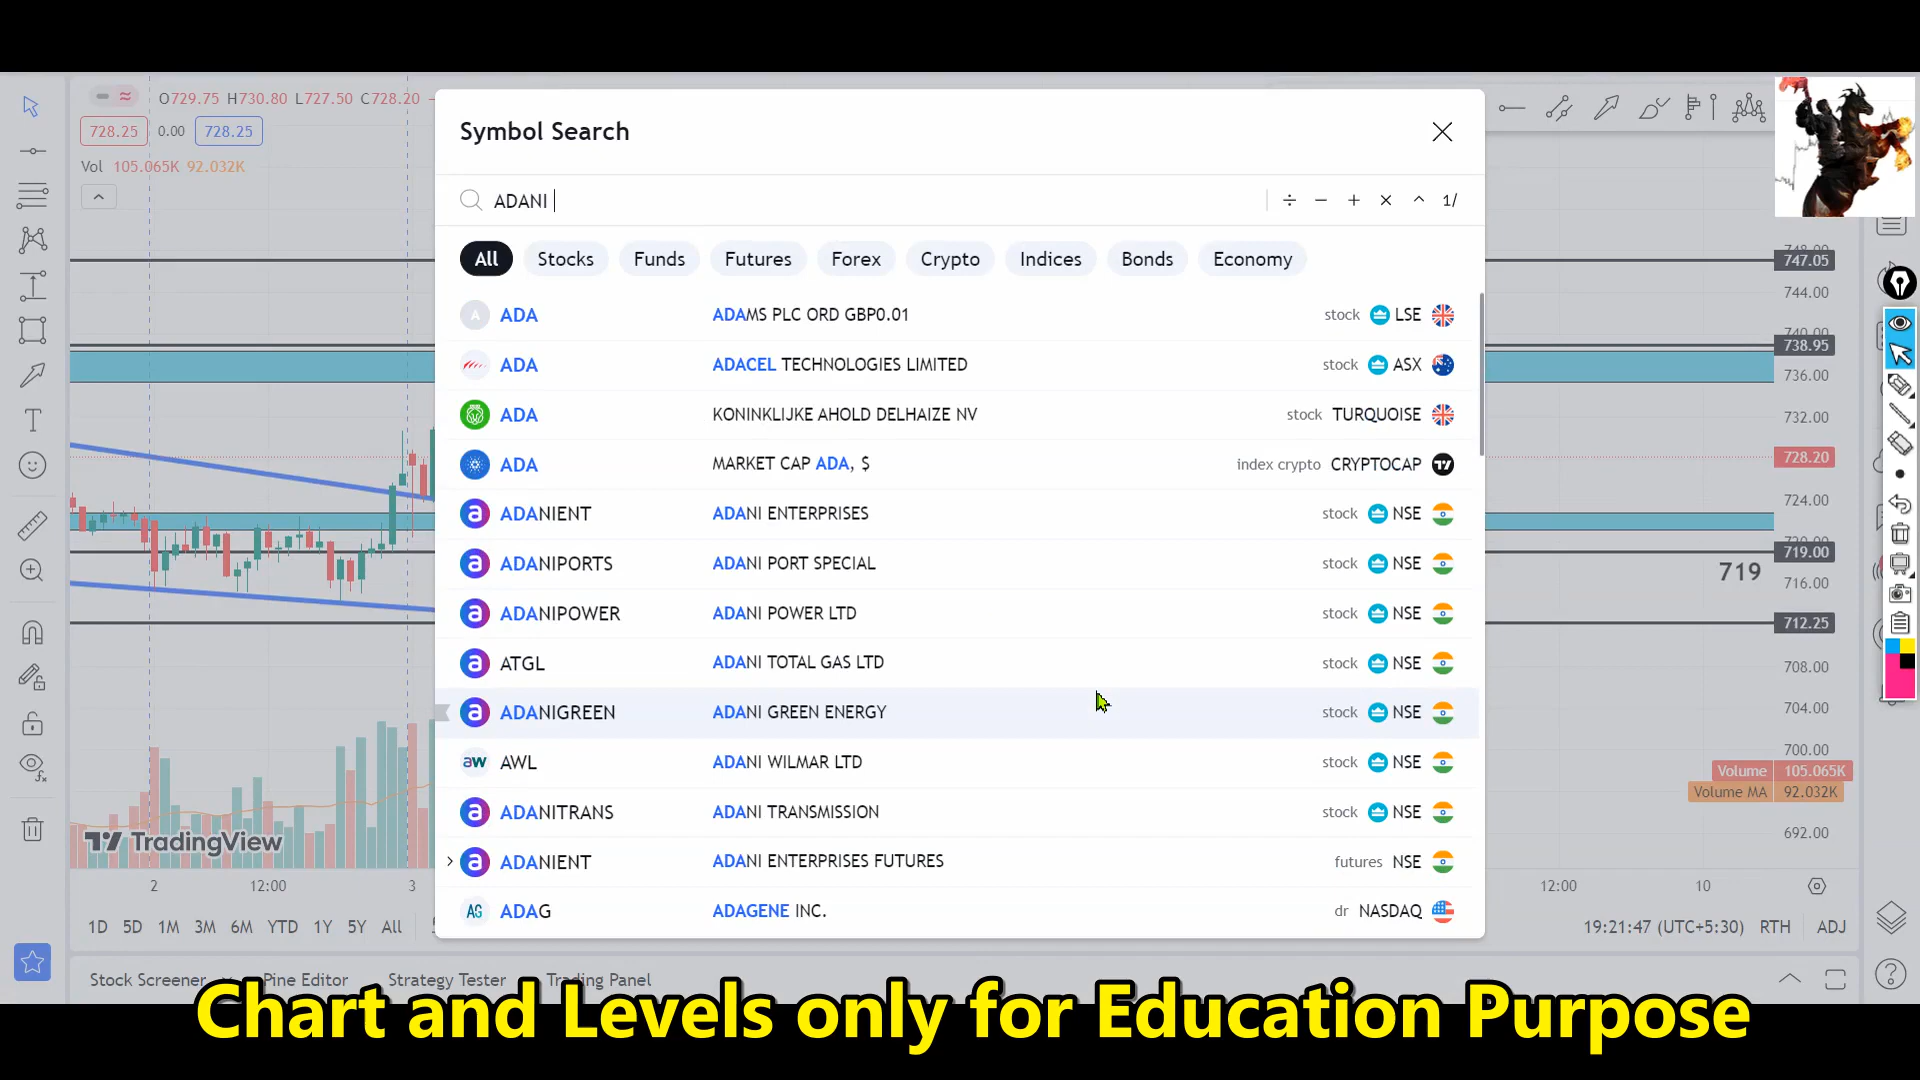 O729.75 H730.80 L727.50 C728.20
728.25 0.00 728.25
Vol 105.065K 92.032K
Symbol Search
ADANI
÷ − + × ^ 1/
All Stocks Funds Futures Forex Crypto Indices Bonds Economy
A ADA ADAMS PLC ORD GBP0.01 stock LSE
ADA ADACEL TECHNOLOGIES LIMITED stock ASX
ADA KONINKLIJKE AHOLD DELHAIZE NV stock TURQUOISE
ADA MARKET CAP ADA, $ index crypto CRYPTOCAP
a ADANIENT ADANI ENTERPRISES stock NSE
a ADANIPORTS ADANI PORT SPECIAL stock NSE
a ADANIPOWER ADANI POWER LTD stock NSE
a ATGL ADANI TOTAL GAS LTD stock NSE
a ADANIGREEN ADANI GREEN ENERGY stock NSE
aw AWL ADANI WILMAR LTD stock NSE
a ADANITRANS ADANI TRANSMISSION stock NSE
a ADANIENT ADANI ENTERPRISES FUTURES futures NSE
AG ADAG ADAGENE INC. dr NASDAQ
747.05
744.00
738.95
736.00
732.00
728.20
724.00
719.00
719
716.00
712.25
708.00
704.00
700.00
Volume 105.065K
Volume MA 92.032K
692.00
TradingView
2 12:00 3 12:00 10
1D 5D 1M 3M 6M YTD 1Y 5Y All
19:21:47 (UTC+5:30) RTH ADJ
Stock Screener Pine Editor Strategy Tester Trading Panel
Chart and Levels only for Education Purpose